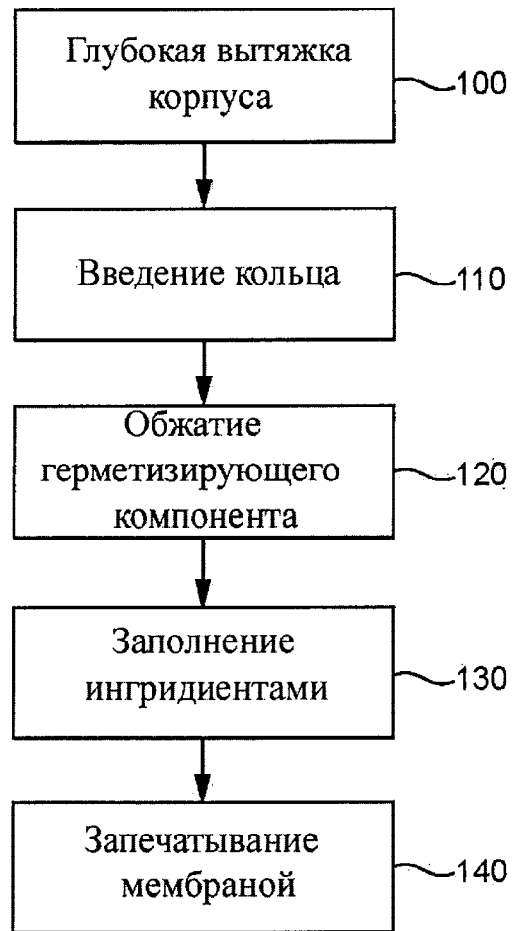 Глубокая вытяжка
корпуса
100
Введение кольца
110
Обжатие
герметизирующего
компонента
120
Заполнение
ингридиентами
130
Запечатывание
мембраной
140